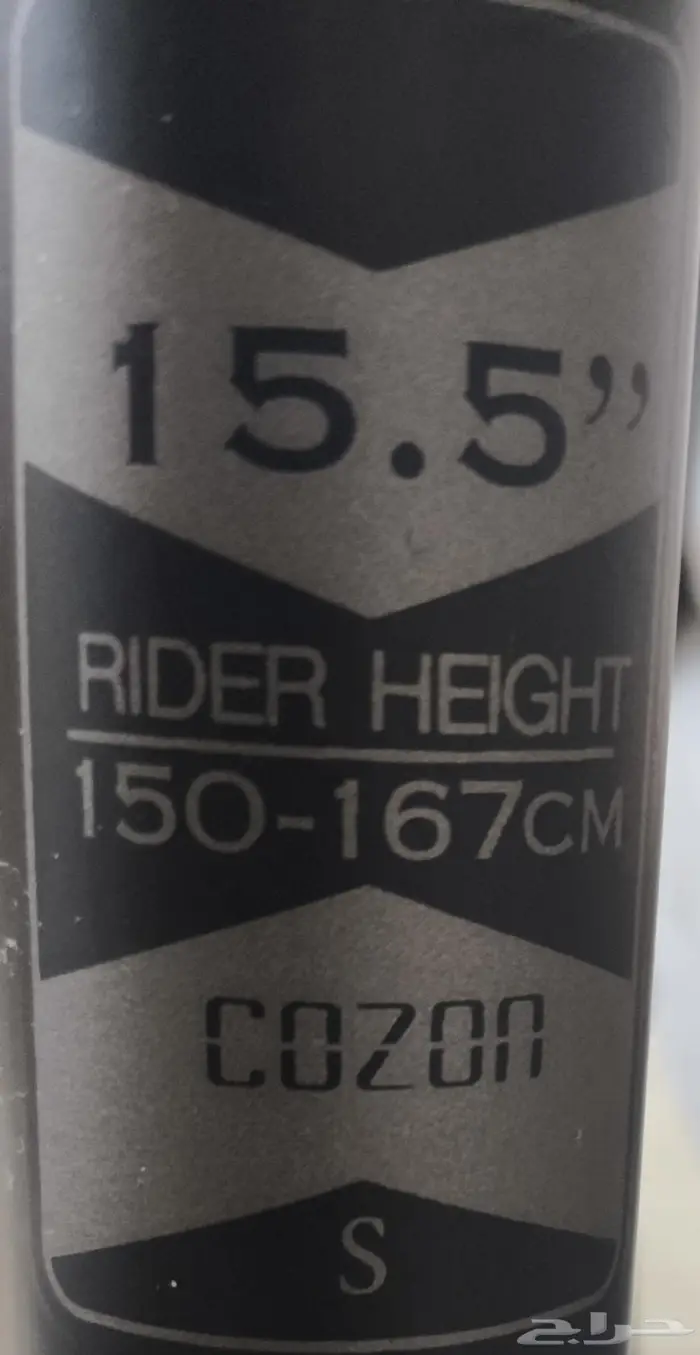 15.5”
RIDER HEIGHT
150-167CM
COZON
S
حراج